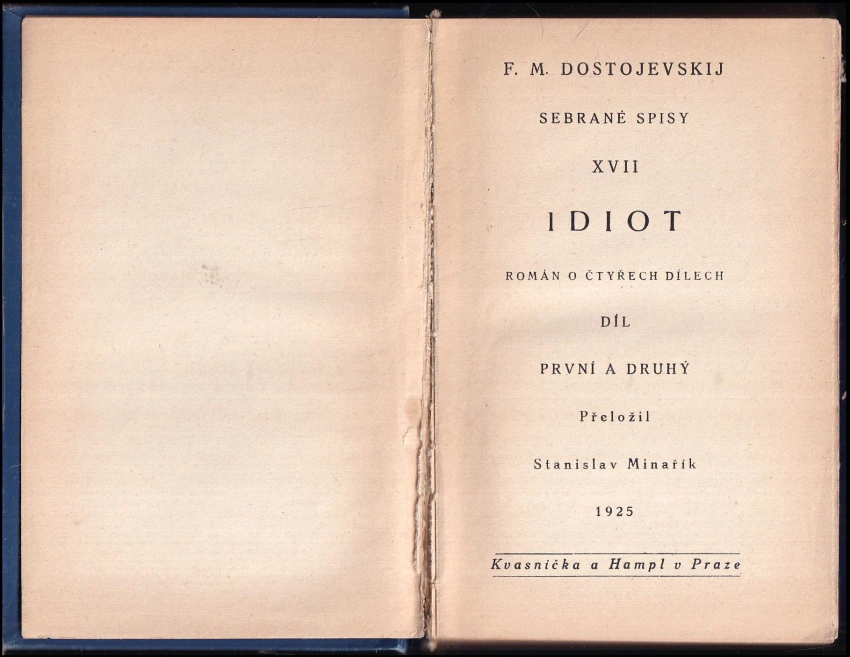 F. M. DOSTOJEVSKIJ
SEBRANÉ SPISY
XVII
IDIOT
ROMÁN O ČTYŘECH DÍLECH
DÍL
PRVNÍ A DRUHÝ
Přeložil
Stanislav Minařík
1925
Kvasnička a Hampl v Praze